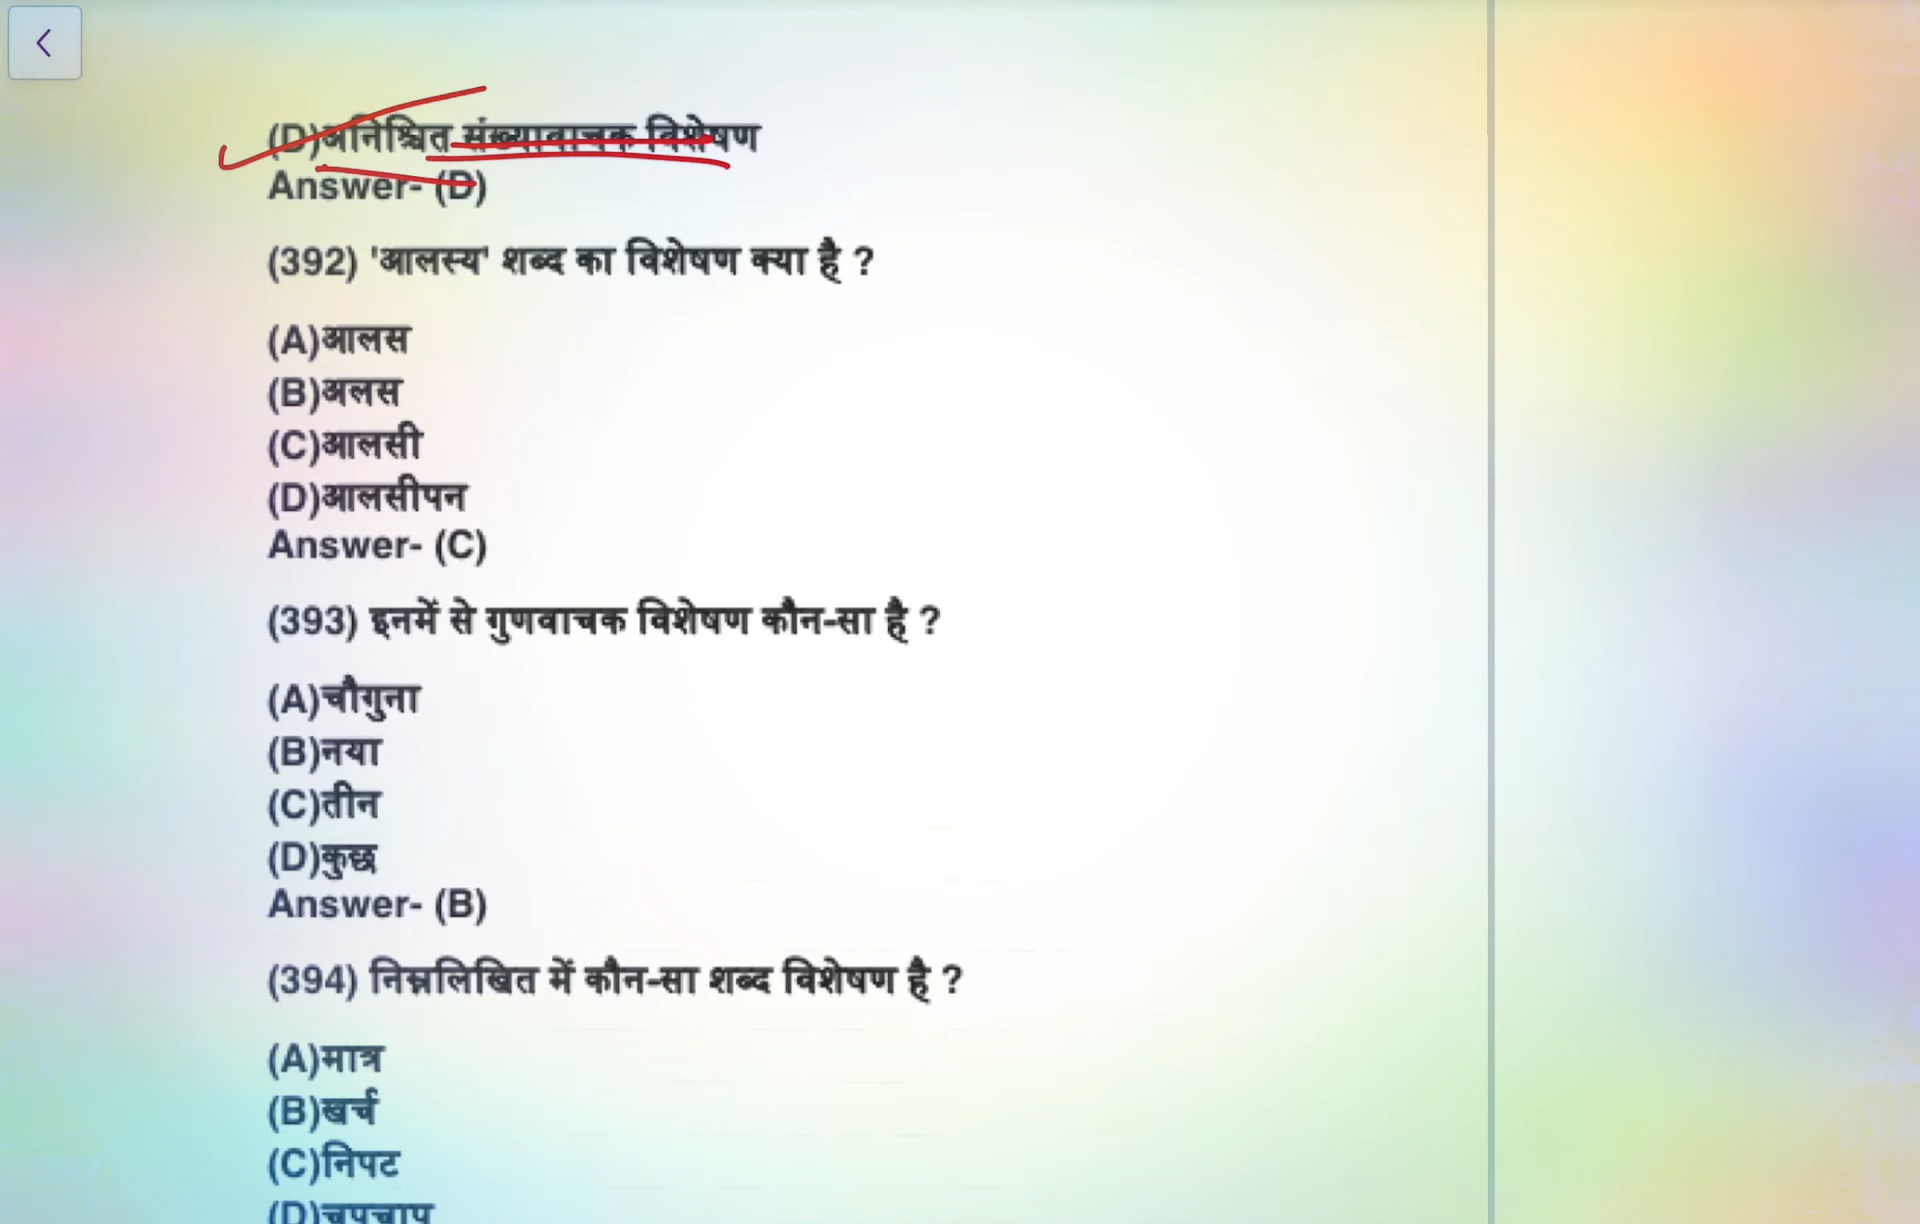 (D)अनिश्चित संख्यावाचक विशेषण
Answer- (D)
(392) 'आलस्य' शब्द का विशेषण क्या है ?
(A)आलस
(B)अलस
(C)आलसी
(D)आलसीपन
Answer- (C)
(393) इनमें से गुणवाचक विशेषण कौन-सा है ?
(A)चौगुना
(B)नया
(C)तीन
(D)कुछ
Answer- (B)
(394) निम्नलिखित में कौन-सा शब्द विशेषण है ?
(A)मात्र
(B)खर्च
(C)निपट
(D)चुपचाप